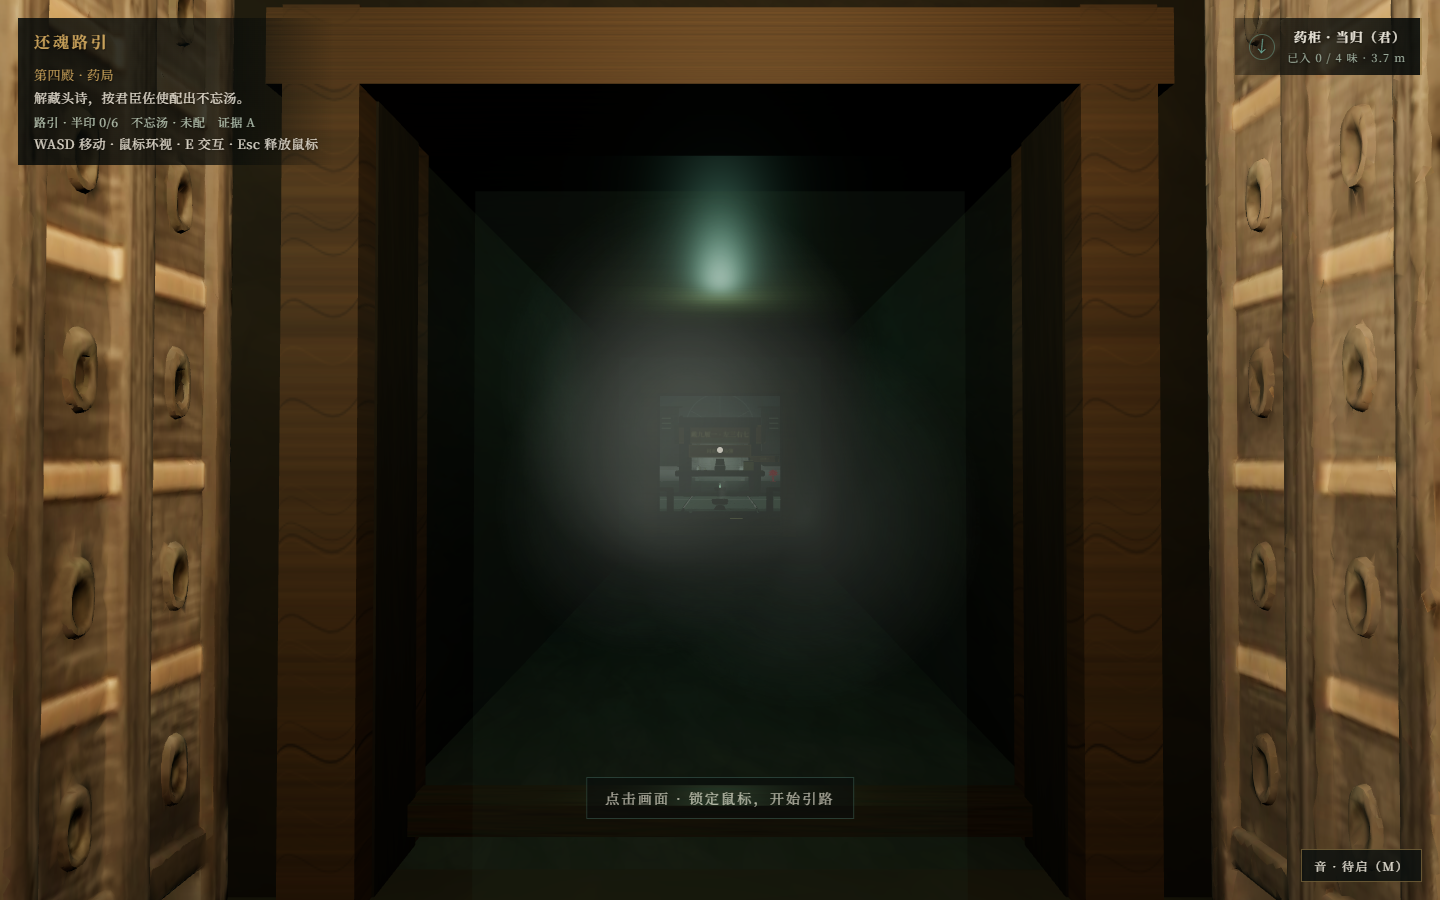 还魂路引
第四殿 · 药局
解藏头诗，按君臣佐使配出不忘汤。
路引 · 半印 0/6 不忘汤 · 未配 证据 A
WASD 移动 · 鼠标环视 · E 交互 · Esc 释放鼠标
药柜 · 当归（君）
已入 0 / 4 味 · 3.7 m
点击画面 · 锁定鼠标，开始引路
音 · 待启（M）